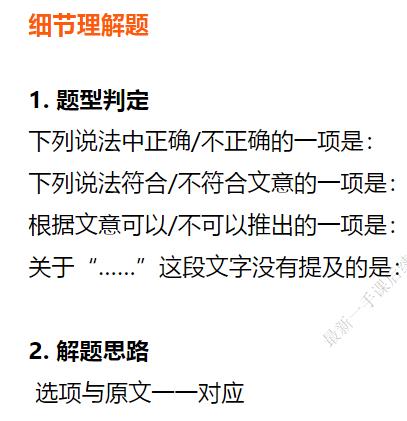 细节理解题
1. 题型判定
下列说法中正确/不正确的一项是：
下列说法符合/不符合文意的一项是：
根据文意可以/不可以推出的一项是：
关于“……”这段文字没有提及的是：
2. 解题思路
选项与原文一一对应
最新一手课